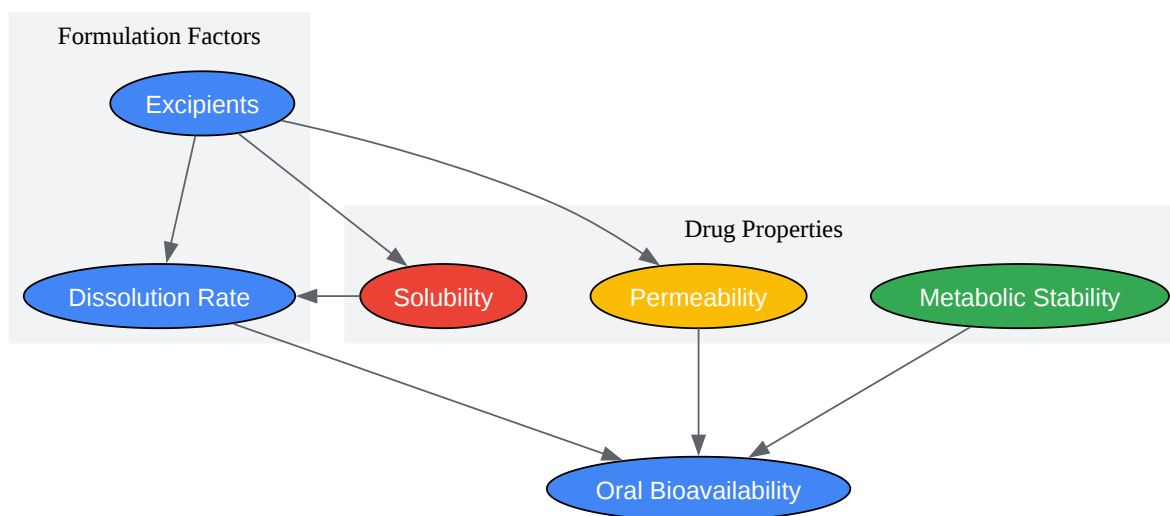 Formulation Factors
Excipients
Drug Properties
Dissolution Rate
Solubility
Permeability
Metabolic Stability
Oral Bioavailability